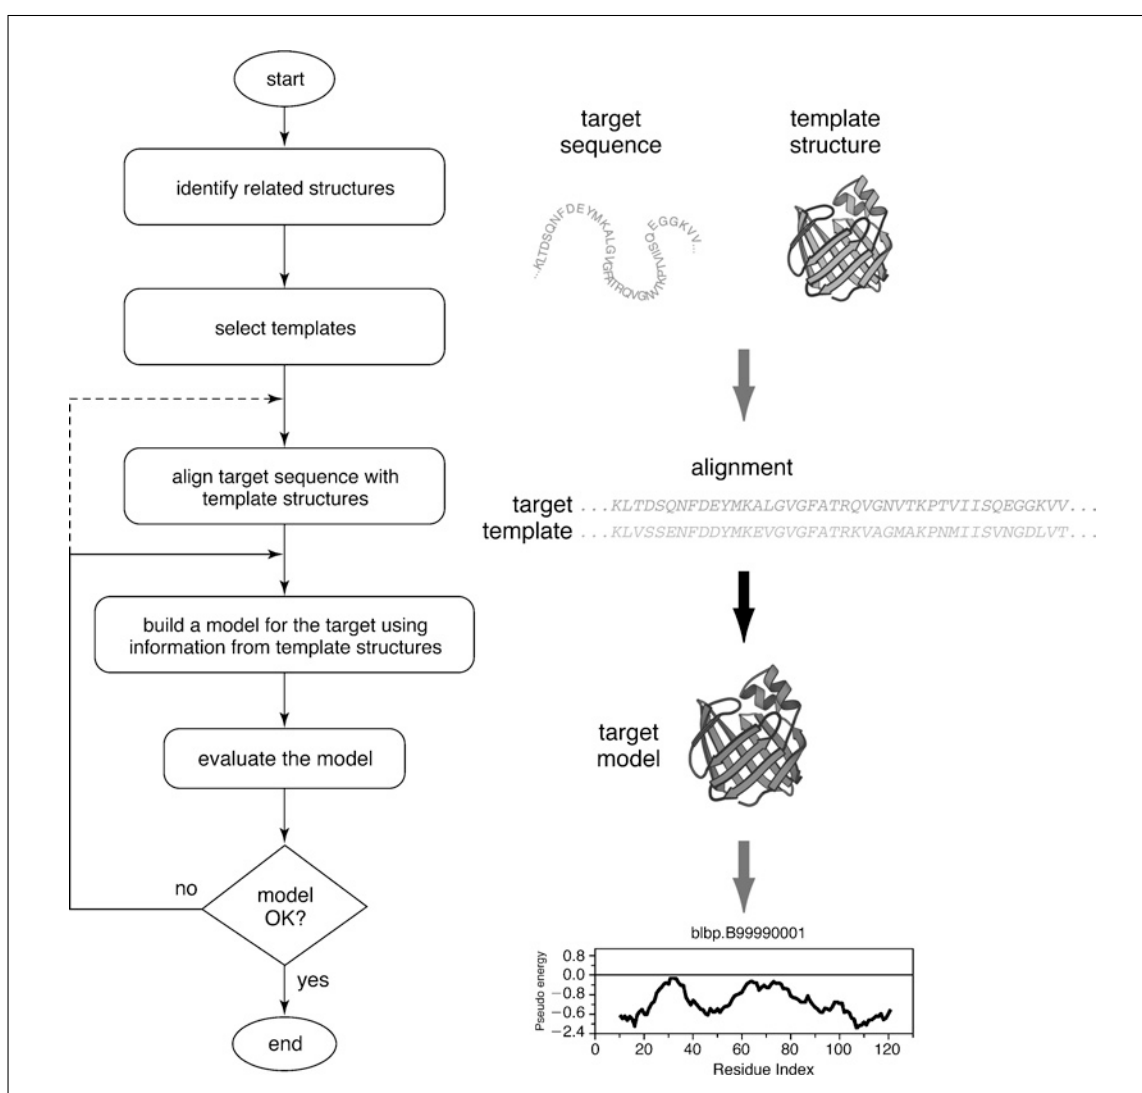 start
identify related structures
select templates
align target sequence with
template structures
build a model for the target using
information from template structures
evaluate the model
no
model
OK?
yes
end
target
sequence
template
structure
...KLTDSQNFDEYMKALGVGFATRQVGNVTKPTVIISQEGGKVV...
alignment
target ...KLTDSQNFDEYMKALGVGFATRQVGNVTKPTVIISQEGGKVV...
template ...KLVSSENFDDYMKEVGVGFATRKVAGMAKPNMIISVNGDLVT...
target
model
blbp.B99990001
Pseudo energy
0.8
0.0
−0.8
−0.6
−2.4
0 20 40 60 80 100 120
Residue Index